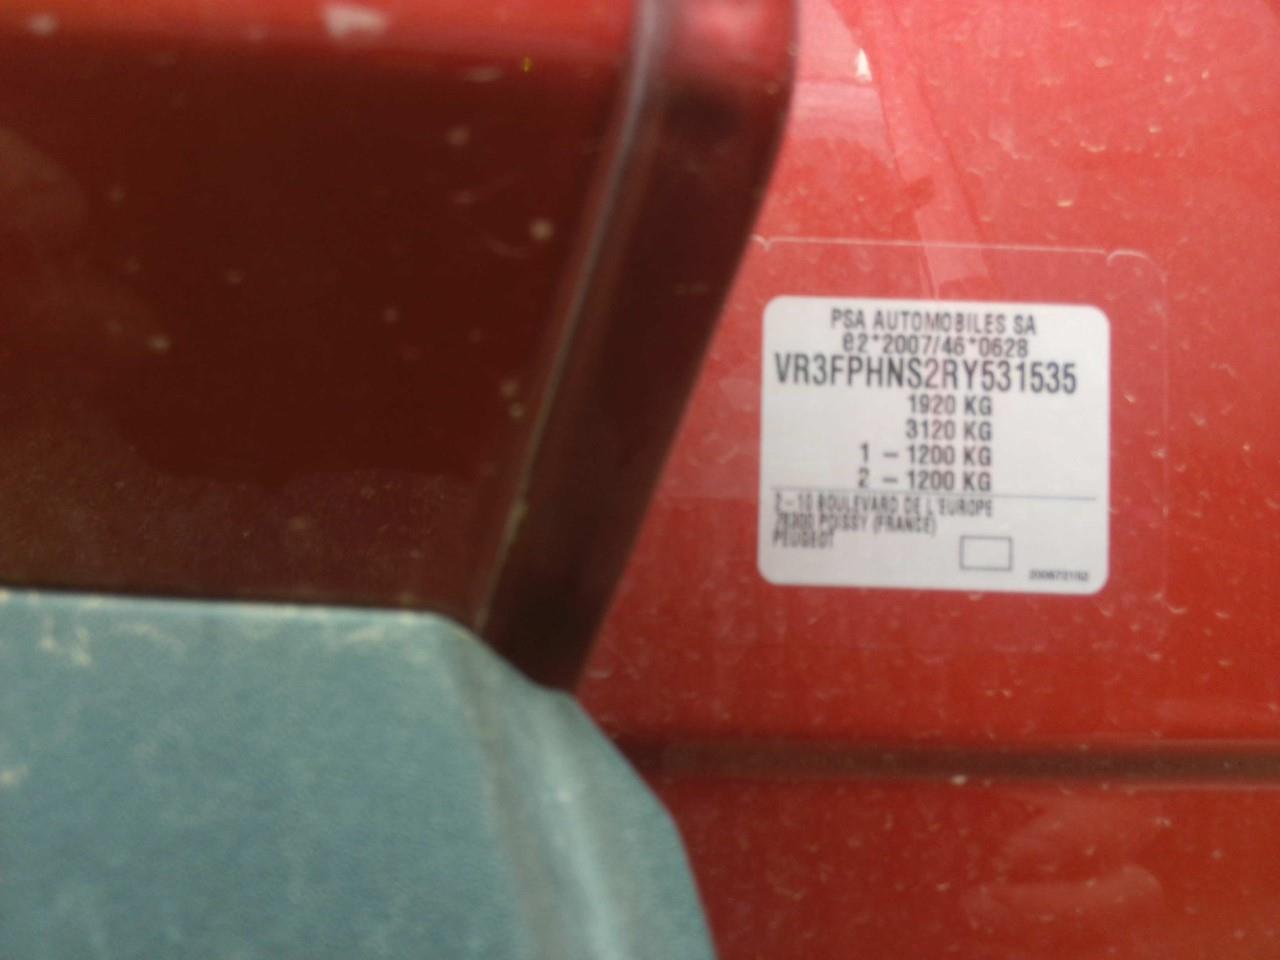 PSA AUTOMOBILES SA
e2*2007/46*0628
VR3FPHNS2RY531535
1920 KG
3120 KG
1 - 1200 KG
2 - 1200 KG
2-10 BOULEVARD DE L'EUROPE
78300 POISSY (FRANCE)
PEUGEOT